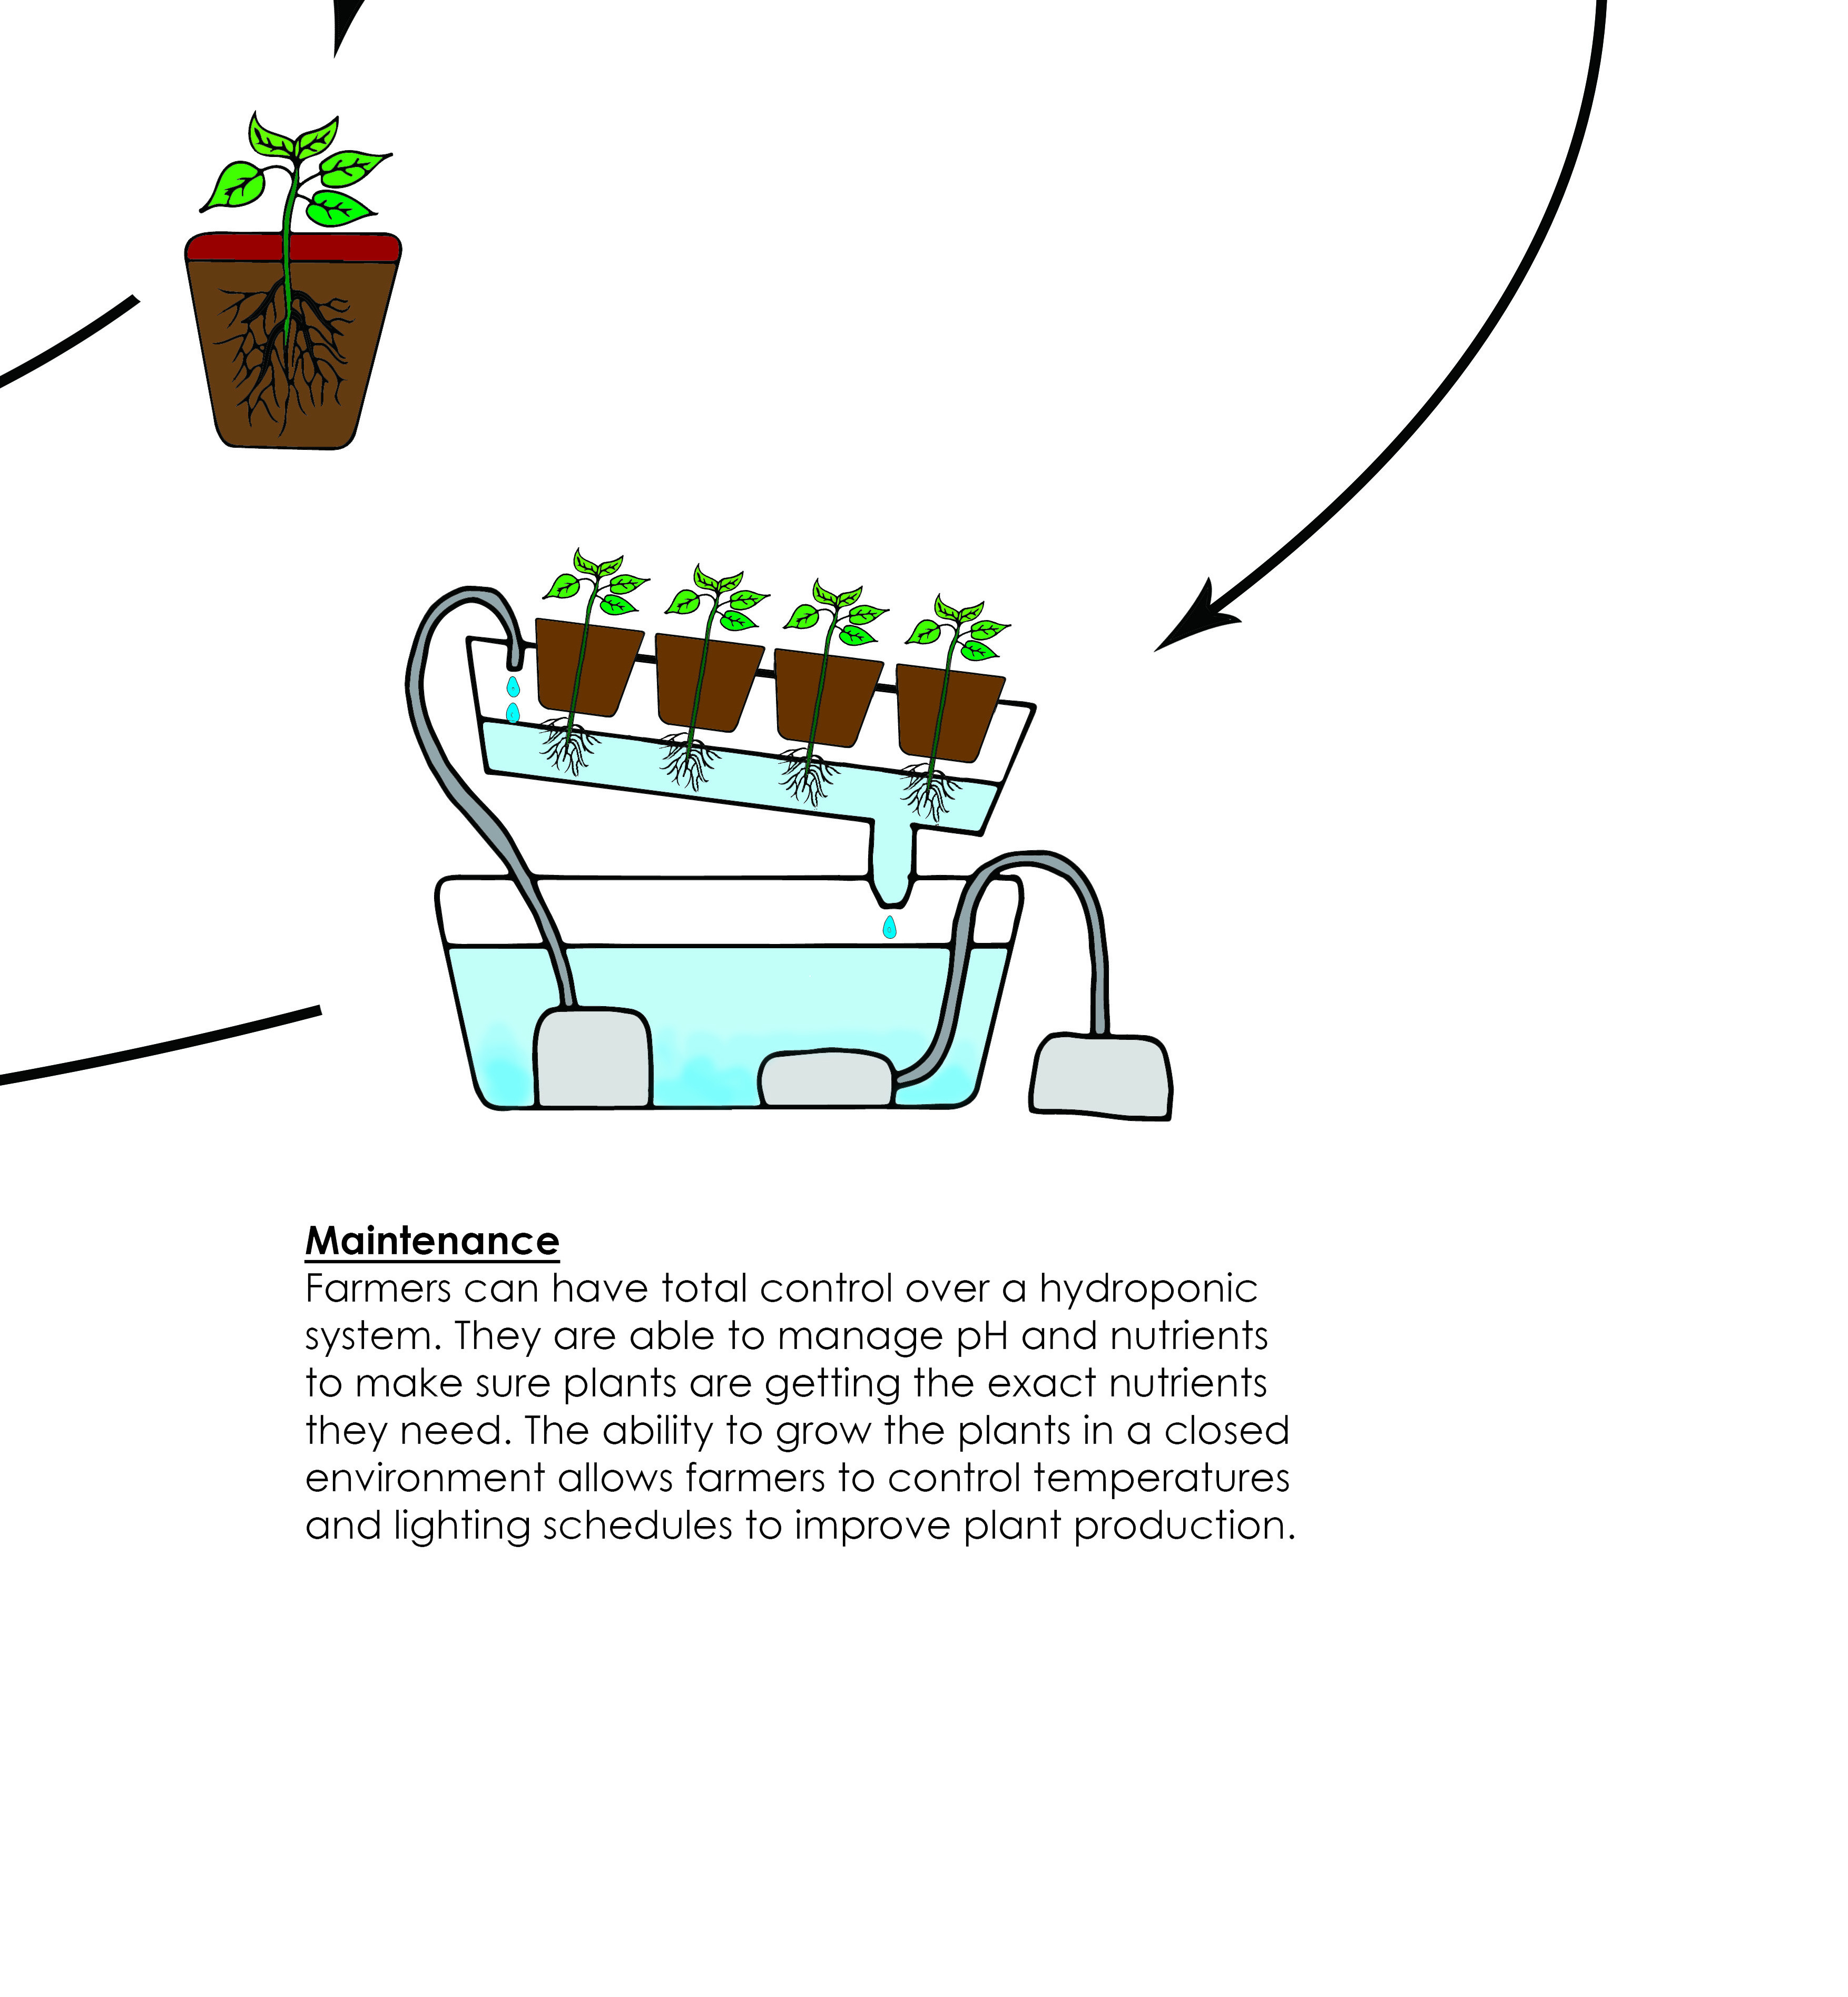 Maintenance
Farmers can have total control over a hydroponic
system. They are able to manage pH and nutrients
to make sure plants are getting the exact nutrients
they need. The ability to grow the plants in a closed
environment allows farmers to control temperatures
and lighting schedules to improve plant production.